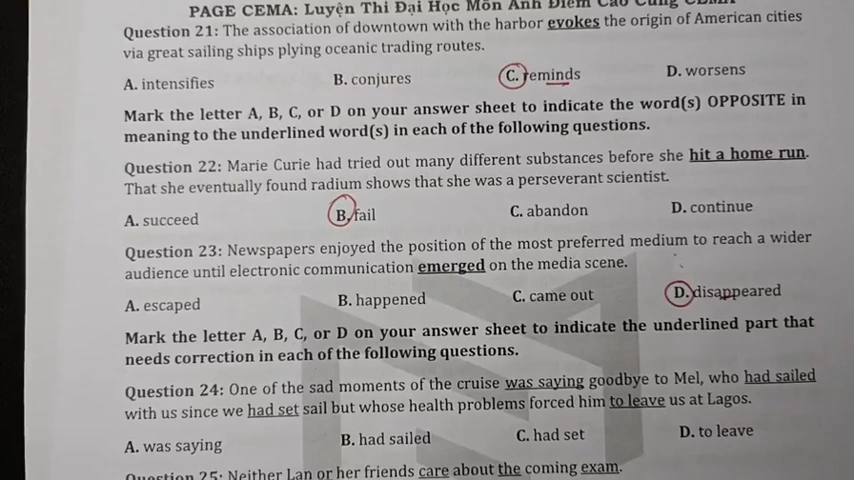 PAGE CEMA: Luyện Thi Đại Học Môn Anh Điểm Cao Cùng CEMA
Question 21: The association of downtown with the harbor evokes the origin of American cities
via great sailing ships plying oceanic trading routes.
A. intensifies B. conjures C. reminds D. worsens
Mark the letter A, B, C, or D on your answer sheet to indicate the word(s) OPPOSITE in
meaning to the underlined word(s) in each of the following questions.
Question 22: Marie Curie had tried out many different substances before she hit a home run.
That she eventually found radium shows that she was a perseverant scientist.
A. succeed B. fail C. abandon D. continue
Question 23: Newspapers enjoyed the position of the most preferred medium to reach a wider
audience until electronic communication emerged on the media scene.
A. escaped B. happened C. came out D. disappeared
Mark the letter A, B, C, or D on your answer sheet to indicate the underlined part that
needs correction in each of the following questions.
Question 24: One of the sad moments of the cruise was saying goodbye to Mel, who had sailed
with us since we had set sail but whose health problems forced him to leave us at Lagos.
A. was saying B. had sailed C. had set D. to leave
Question 25: Neither Lan or her friends care about the coming exam.